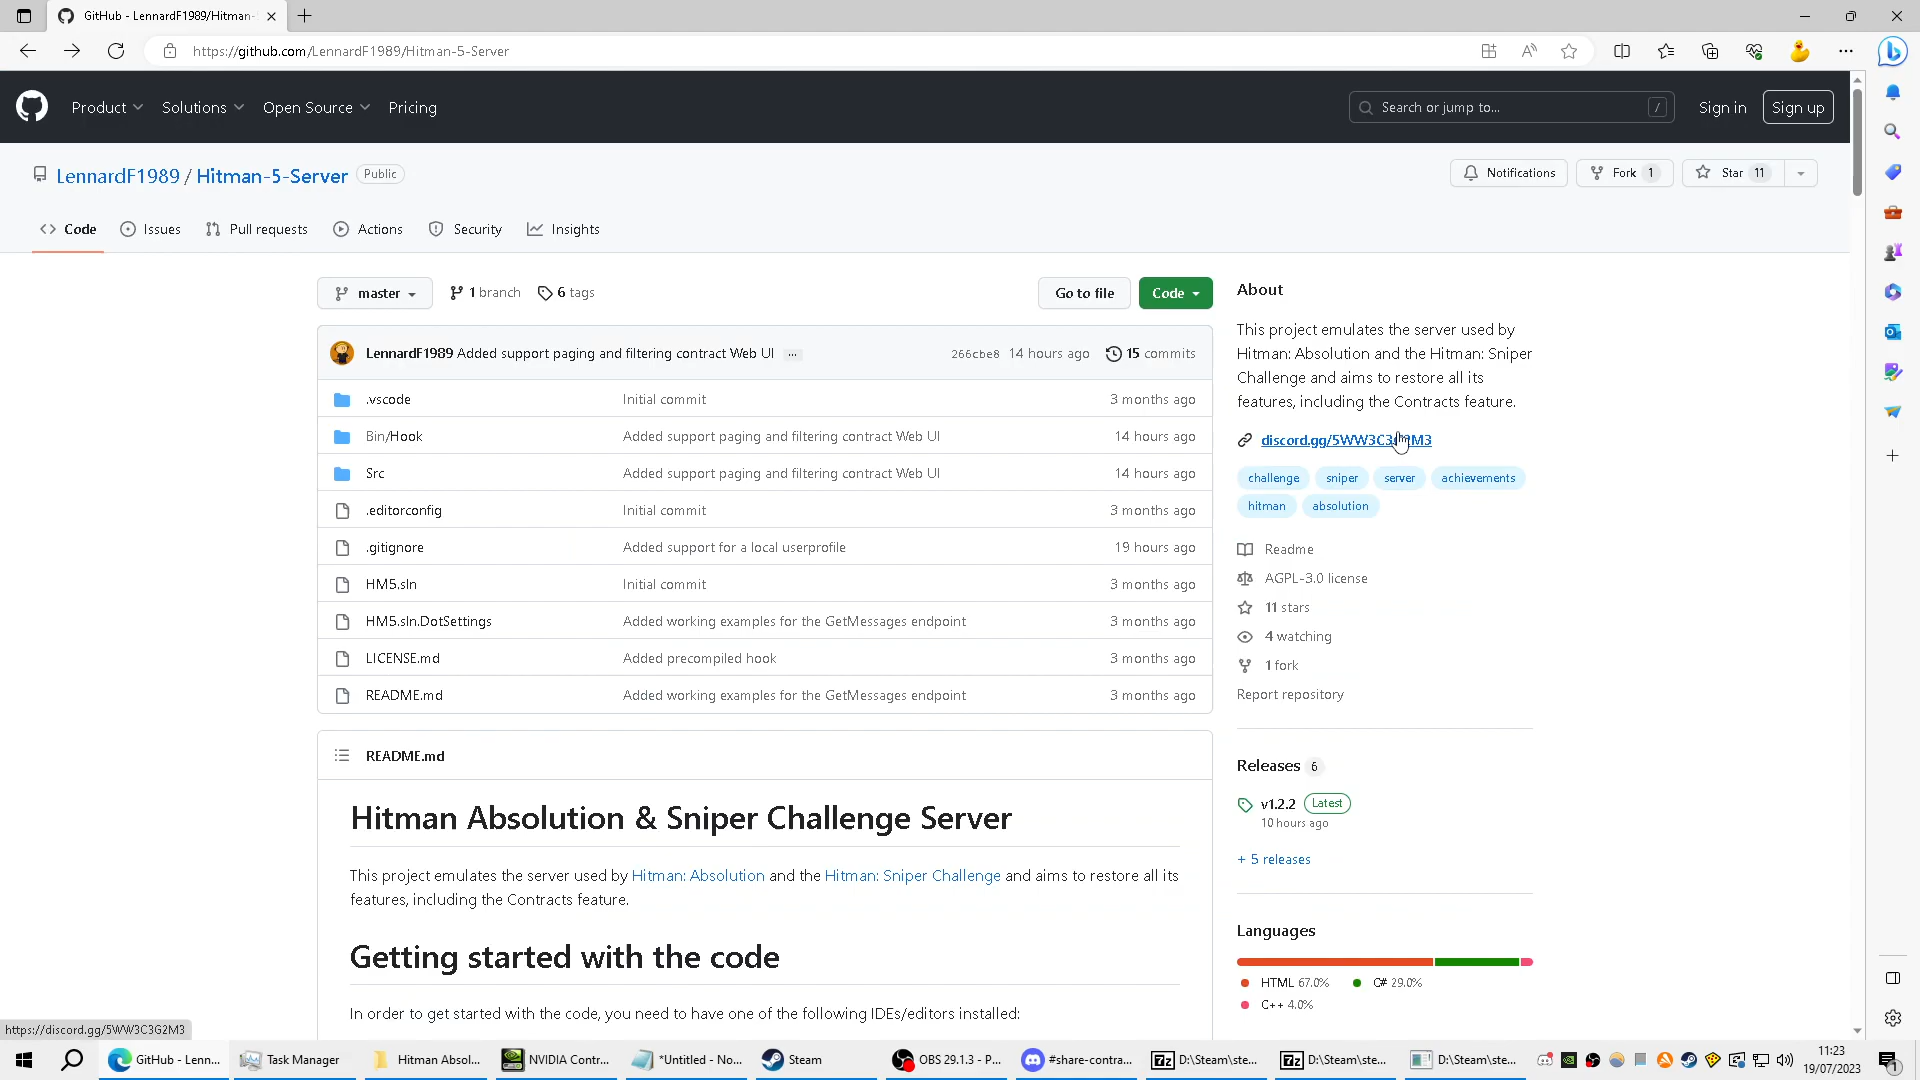 GitHub - LennardF1989/Hitman-
https://github.com/LennardF1989/Hitman-5-Server
Product
Solutions
Open Source
Pricing
Search or jump to...
/
Sign in
Sign up
LennardF1989 / Hitman-5-Server
Public
Notifications
Fork 1
Star 11
Code
Issues
Pull requests
Actions
Security
Insights
master
1 branch
6 tags
Go to file
Code
LennardF1989 Added support paging and filtering contract Web UI ...
266cbe8 14 hours ago
15 commits
.vscode
Initial commit
3 months ago
Bin/Hook
Added support paging and filtering contract Web UI
14 hours ago
Src
Added support paging and filtering contract Web UI
14 hours ago
.editorconfig
Initial commit
3 months ago
.gitignore
Added support for a local userprofile
19 hours ago
HM5.sln
Initial commit
3 months ago
HM5.sln.DotSettings
Added working examples for the GetMessages endpoint
3 months ago
LICENSE.md
Added precompiled hook
3 months ago
README.md
Added working examples for the GetMessages endpoint
3 months ago
README.md
Hitman Absolution & Sniper Challenge Server
This project emulates the server used by Hitman: Absolution and the Hitman: Sniper Challenge and aims to restore all its
features, including the Contracts feature.
Getting started with the code
In order to get started with the code, you need to have one of the following IDEs/editors installed:
About
This project emulates the server used by
Hitman: Absolution and the Hitman: Sniper
Challenge and aims to restore all its
features, including the Contracts feature.
discord.gg/5WW3C3G2M3
challenge
sniper
server
achievements
hitman
absolution
Readme
AGPL-3.0 license
11 stars
4 watching
1 fork
Report repository
Releases 6
v1.2.2 Latest
10 hours ago
+ 5 releases
Languages
HTML 67.0%
C# 29.0%
C++ 4.0%
https://discord.gg/5WW3C3G2M3
GitHub - Lenn...
Task Manager
Hitman Absol...
NVIDIA Contr...
*Untitled - No...
Steam
OBS 29.1.3 - P...
#share-contra...
D:\Steam\ste...
D:\Steam\ste...
D:\Steam\ste...
11:23
19/07/2023
1